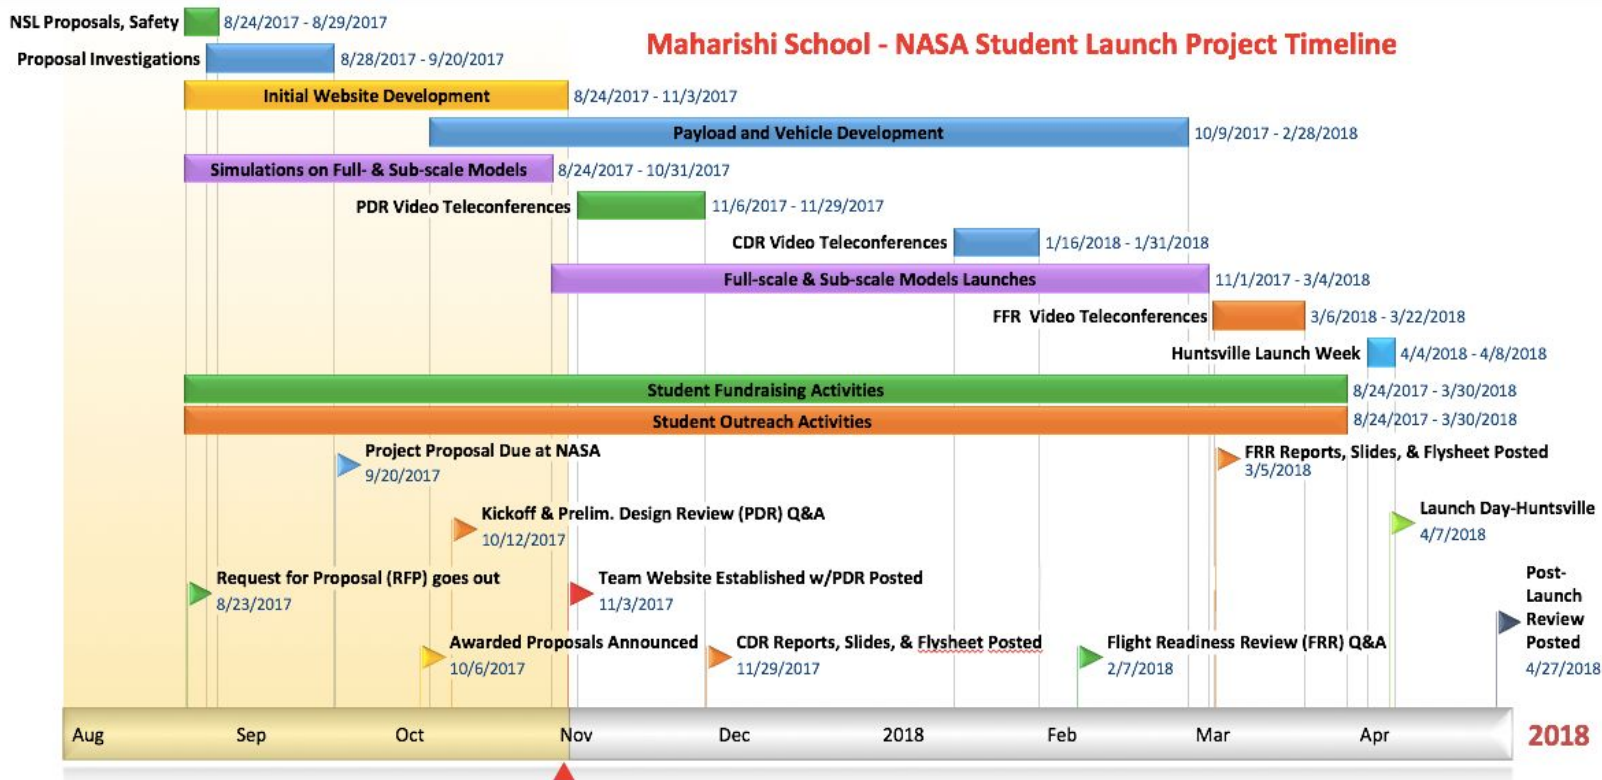 NSL Proposals, Safety 8/24/2017 - 8/29/2017
Maharishi School - NASA Student Launch Project Timeline
Proposal Investigations 8/28/2017 - 9/20/2017
Initial Website Development 8/24/2017 - 11/3/2017
Payload and Vehicle Development 10/9/2017 - 2/28/2018
Simulations on Full- & Sub-scale Models 8/24/2017 - 10/31/2017
PDR Video Teleconferences 11/6/2017 - 11/29/2017
CDR Video Teleconferences 1/16/2018 - 1/31/2018
Full-scale & Sub-scale Models Launches 11/1/2017 - 3/4/2018
FFR Video Teleconferences 3/6/2018 - 3/22/2018
Huntsville Launch Week 4/4/2018 - 4/8/2018
Student Fundraising Activities 8/24/2017 - 3/30/2018
Student Outreach Activities 8/24/2017 - 3/30/2018
Project Proposal Due at NASA
9/20/2017
FRR Reports, Slides, & Flysheet Posted
3/5/2018
Kickoff & Prelim. Design Review (PDR) Q&A
10/12/2017
Launch Day-Huntsville
4/7/2018
Request for Proposal (RFP) goes out
8/23/2017
Team Website Established w/PDR Posted
11/3/2017
Post-
Launch
Review
Posted
4/27/2018
Awarded Proposals Announced
10/6/2017
CDR Reports, Slides, & Flysheet Posted
11/29/2017
Flight Readiness Review (FRR) Q&A
2/7/2018
Aug Sep Oct Nov Dec 2018 Feb Mar Apr 2018